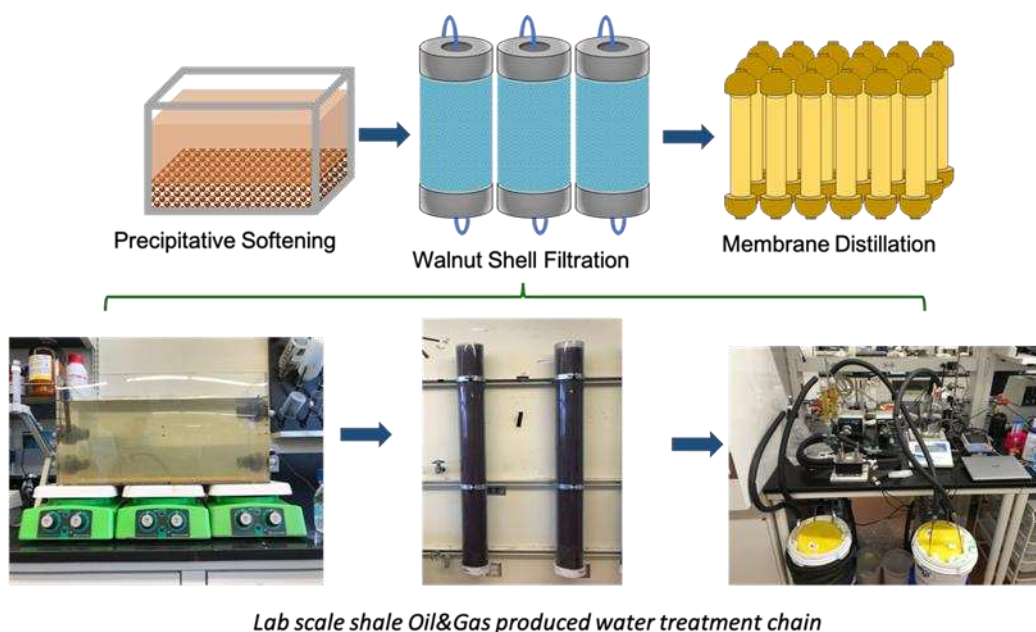 Precipitative Softening
Walnut Shell Filtration
Membrane Distillation
Lab scale shale Oil&Gas produced water treatment chain